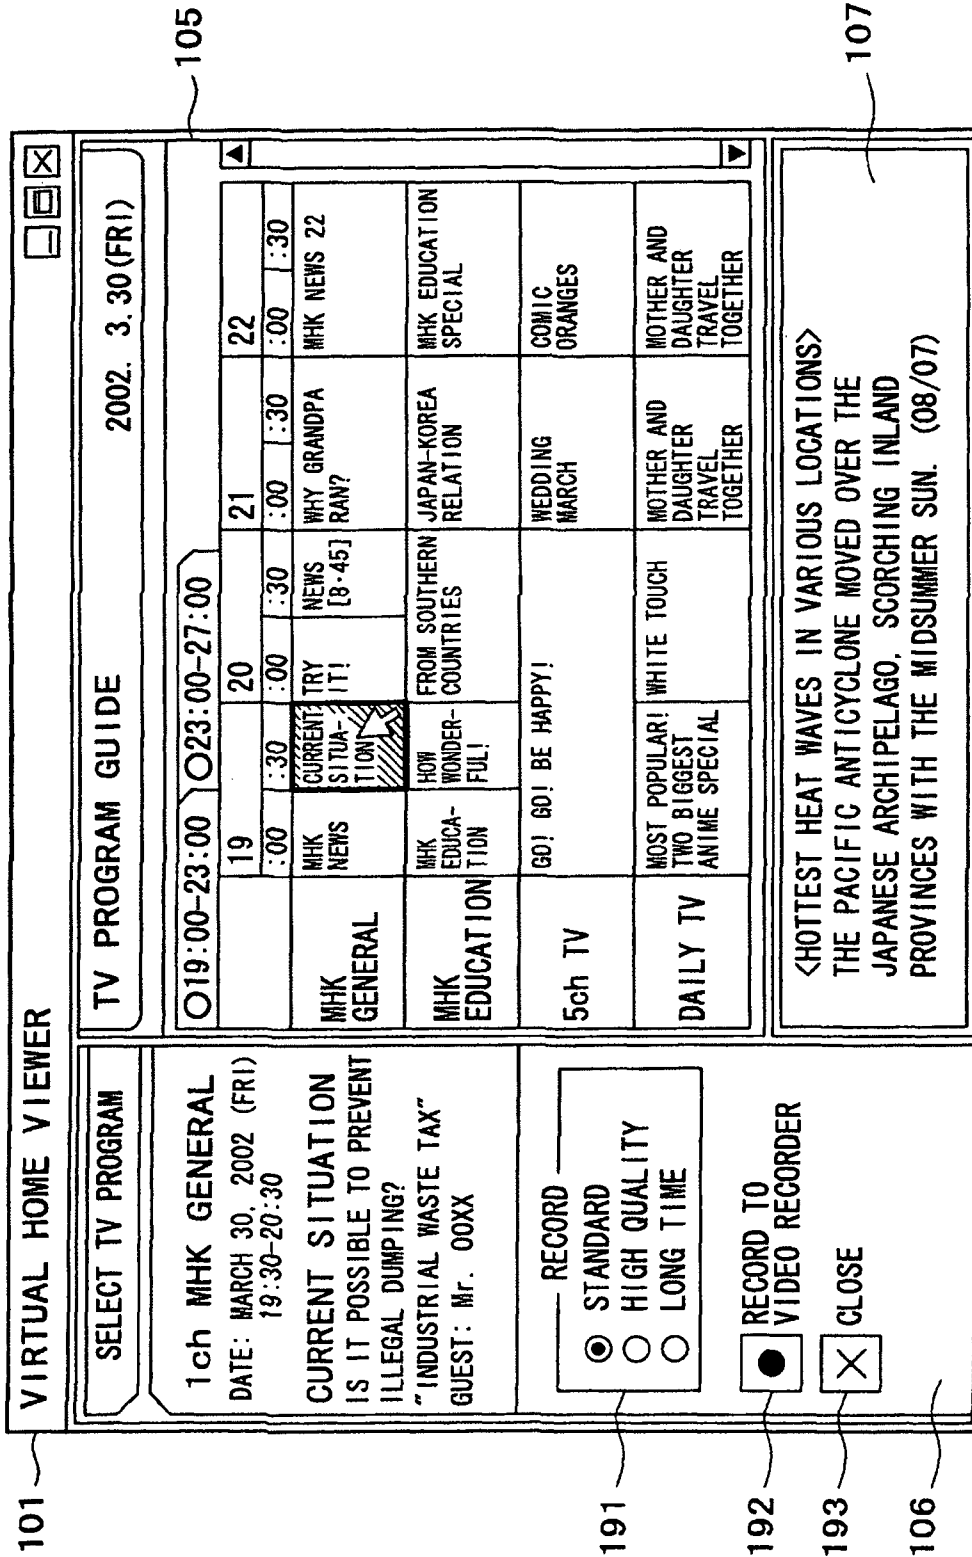 VIRTUAL HOME VIEWER
101
SELECT TV PROGRAM
1ch MHK GENERAL
DATE: MARCH 30, 2002 (FRI)
19:30-20:30
CURRENT SITUATION
IS IT POSSIBLE TO PREVENT
ILLEGAL DUMPING?
"INDUSTRIAL WASTE TAX"
GUEST: Mr. OOXX
RECORD
STANDARD
HIGH QUALITY
LONG TIME
191
RECORD TO
VIDEO RECORDER
192
CLOSE
193
106
TV PROGRAM GUIDE 2002. 3.30(FRI)
105
O19:00-23:00 O23:00-27:00
19 20 21 22
:00 :30 :00 :30 :00 :30 :00 :30
MHK
GENERAL
MHK
NEWS
CURRENT
SITUA-
TION
TRY
IT!
NEWS
[8·45]
WHY GRANDPA
RAN?
MHK NEWS 22
MHK
EDUCATION
MHK
EDUCA-
TION
HOW
WONDER-
FUL!
FROM SOUTHERN
COUNTRIES
JAPAN-KOREA
RELATION
MHK EDUCATION
SPECIAL
5ch TV
GO! GO! BE HAPPY!
WEDDING
MARCH
COMIC
ORANGES
DAILY TV
MOST POPULAR!
TWO BIGGEST
ANIME SPECIAL
WHITE TOUCH
MOTHER AND
DAUGHTER
TRAVEL
TOGETHER
MOTHER AND
DAUGHTER
TRAVEL
TOGETHER
<HOTTEST HEAT WAVES IN VARIOUS LOCATIONS>
THE PACIFIC ANTICYCLONE MOVED OVER THE
JAPANESE ARCHIPELAGO, SCORCHING INLAND
PROVINCES WITH THE MIDSUMMER SUN. (08/07)
107